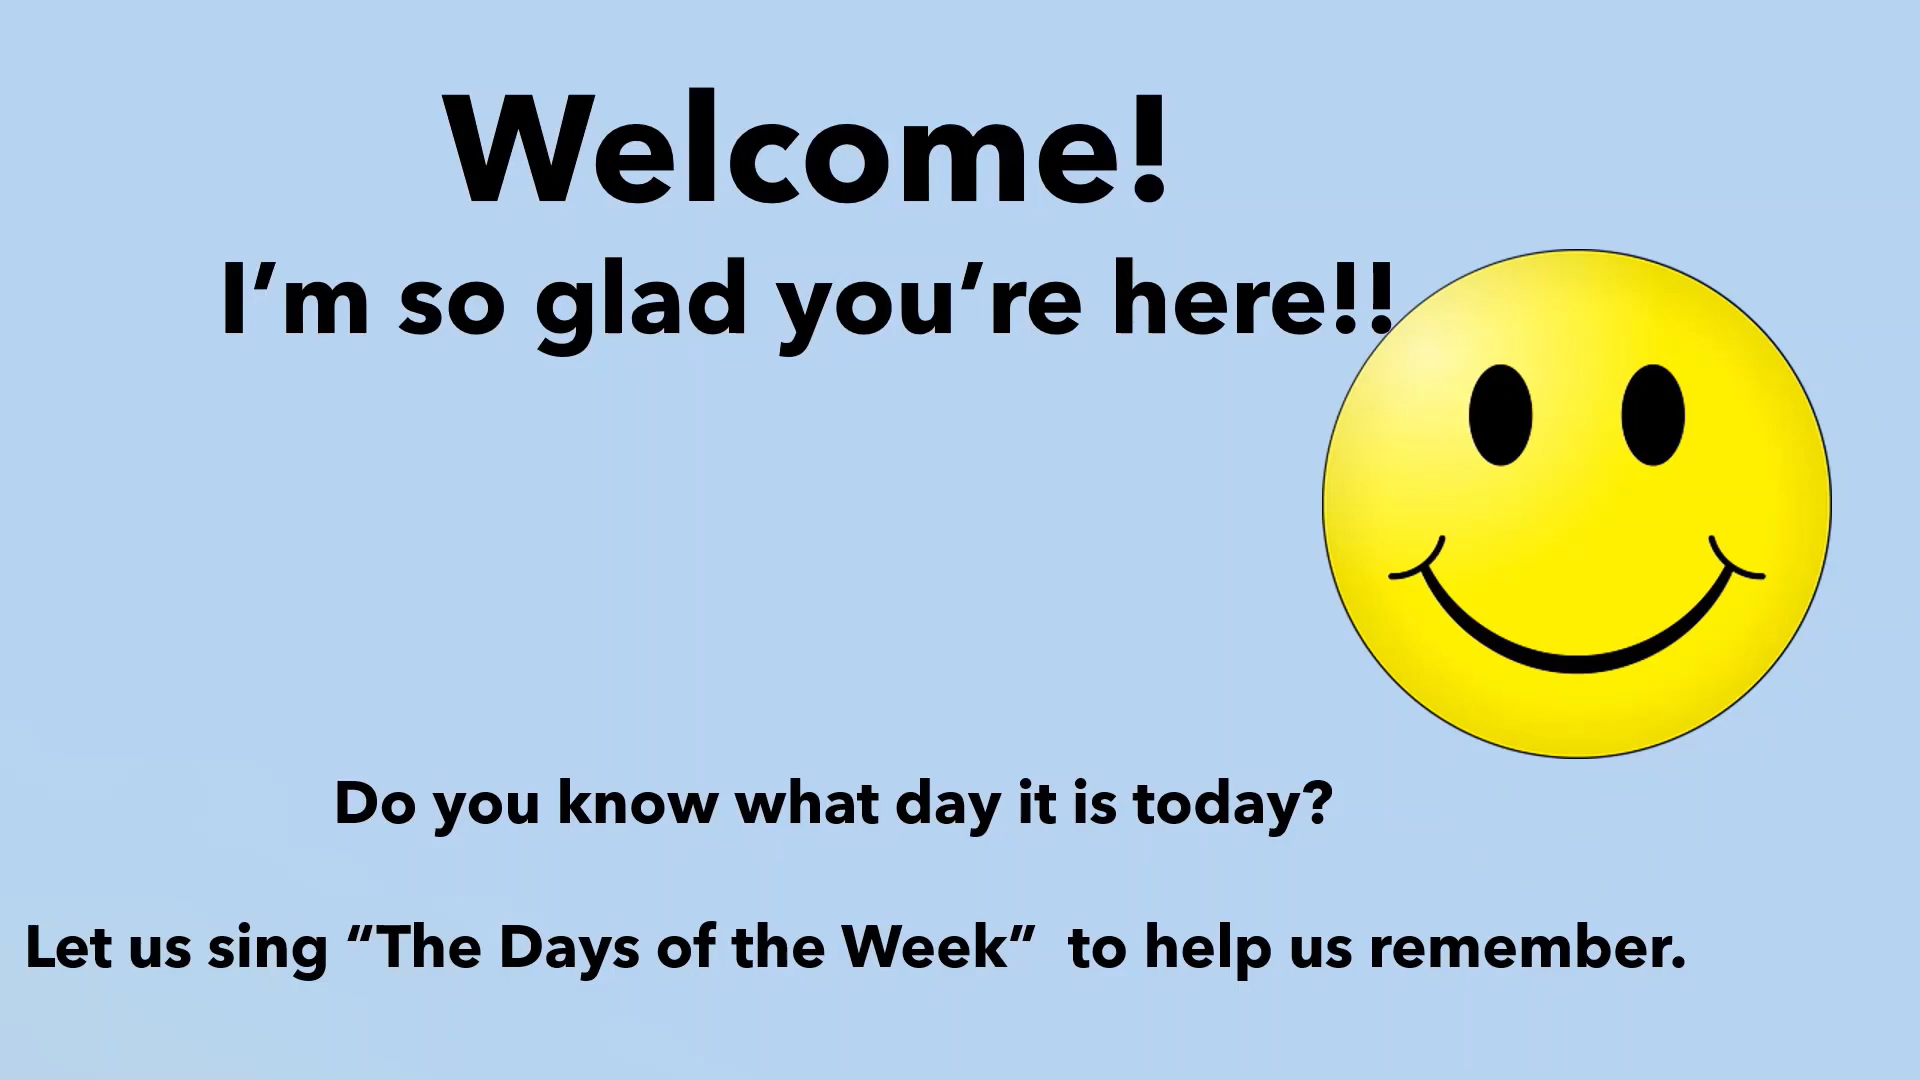 Welcome!
I’m so glad you’re here!!
Do you know what day it is today?
Let us sing “The Days of the Week”  to help us remember.